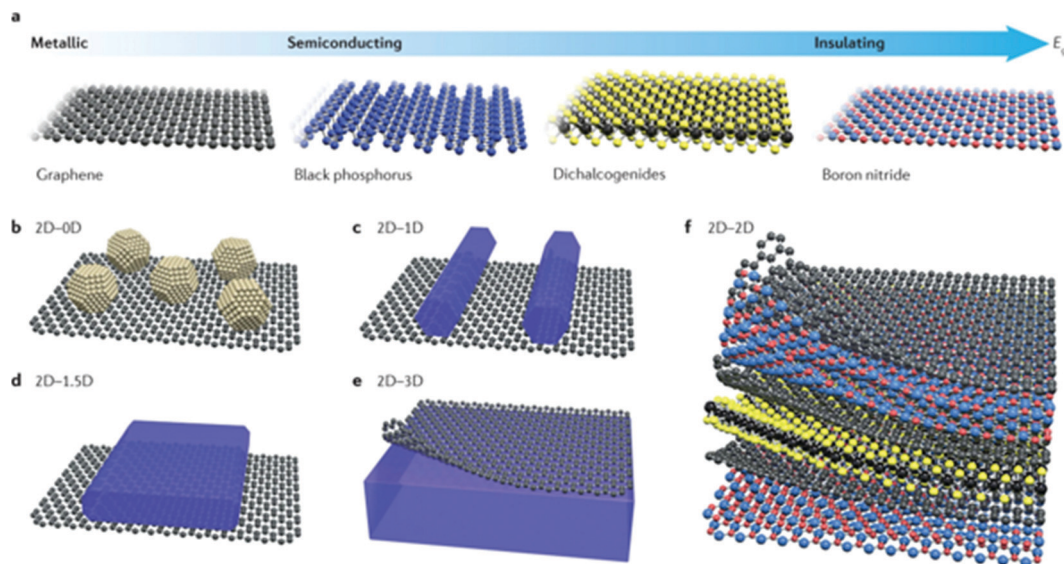 a
Metallic Semiconducting Insulating
Graphene Black phosphorus Dichalcogenides Boron nitride
b 2D–0D c 2D–1D f 2D–2D
d 2D–1.5D e 2D–3D